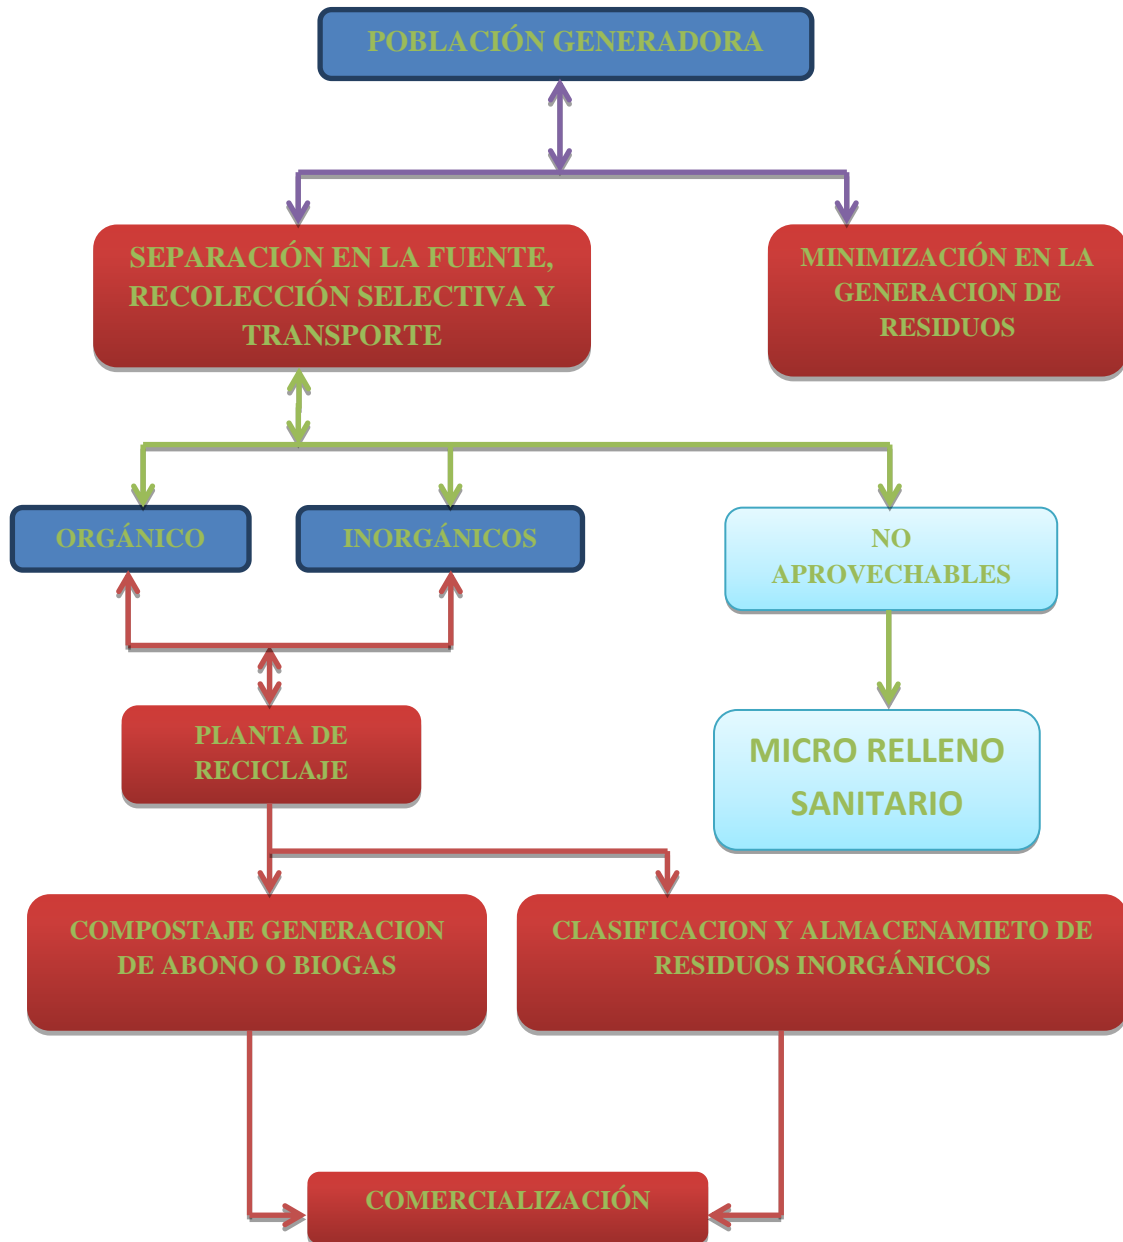 POBLACIÓN GENERADORA
SEPARACIÓN EN LA FUENTE,
RECOLECCIÓN SELECTIVA Y
TRANSPORTE
MINIMIZACIÓN EN LA
GENERACION DE
RESIDUOS
ORGÁNICO
INORGÁNICOS
NO
APROVECHABLES
PLANTA DE
RECICLAJE
MICRO RELLENO
SANITARIO
COMPOSTAJE GENERACION
DE ABONO O BIOGAS
CLASIFICACION Y ALMACENAMIETO DE
RESIDUOS INORGÁNICOS
COMERCIALIZACIÓN